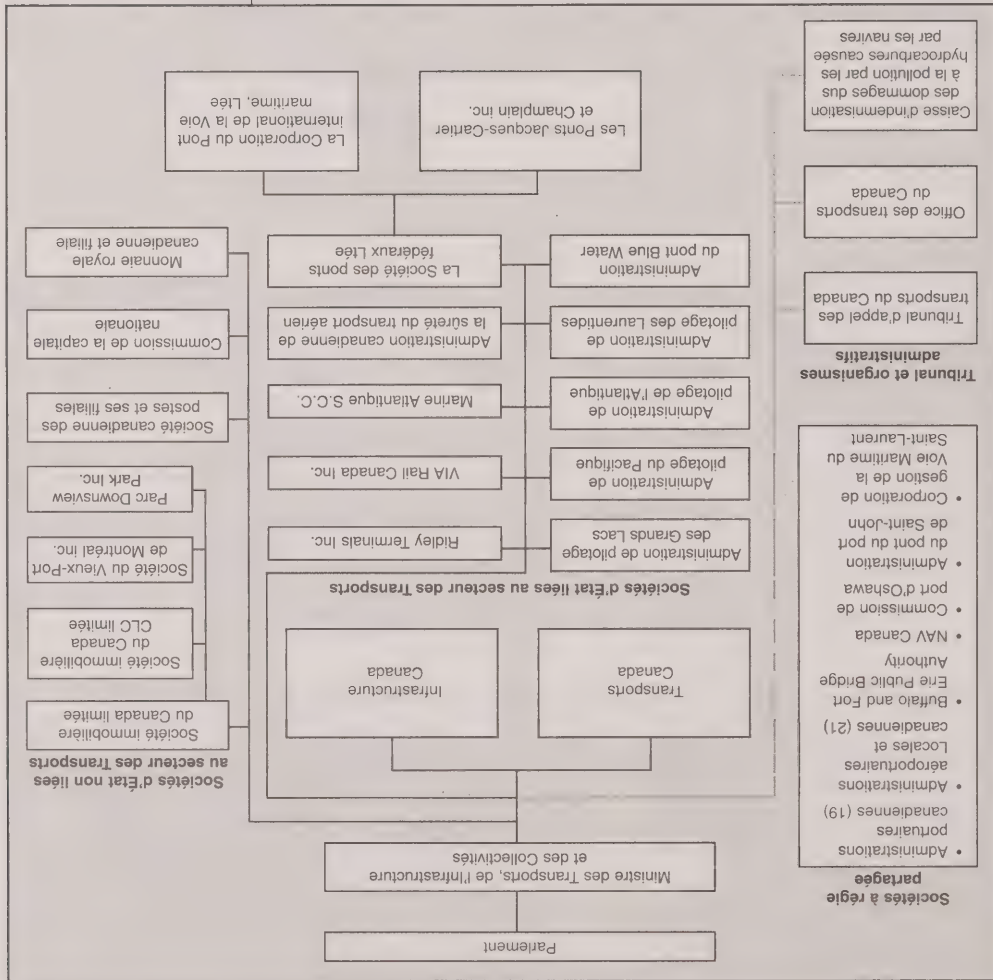 Parlement
Ministre des Transports, de l'Infrastructure
et des Collectivités
Sociétés à régie
partagée
• Administrations
portuaires
canadiennes (19)
• Administrations
aéroportuaires
Locales et
canadiennes (21)
• Buffalo and Fort
Erie Public Bridge
Authority
• NAV Canada
• Commission de
port d'Oshawa
• Administration
du pont du port
de Saint-John
• Corporation de
gestion de la
Voie Maritime du
Saint-Laurent
Tribunal et organismes
administratifs
Tribunal d'appel des
transports du Canada
Office des transports
du Canada
Caisse d'indemnisation
des dommages dus
à la pollution par les
hydrocarbures causée
par les navires
Transports
Canada
Infrastructure
Canada
Sociétés d'État liées au secteur des Transports
Administration de pilotage
des Grands Lacs
Ridley Terminals Inc.
Administration de
pilotage du Pacifique
VIA Rail Canada Inc.
Administration de
pilotage de l'Atlantique
Marine Atlantique S.C.C.
Administration de
pilotage des Laurentides
Administration canadienne de
la sûreté du transport aérien
Administration
du pont Blue Water
La Société des ponts
fédéraux Ltée
Les Ponts Jacques-Cartier
et Champlain inc.
La Corporation du Pont
international de la Voie
maritime, Ltée
Sociétés d'État non liées
au secteur des Transports
Société immobilière
du Canada limitée
Société immobilière
du Canada
CLC limitée
Société du Vieux-Port
de Montréal inc.
Parc Downsview
Park Inc.
Société canadienne des
postes et ses filiales
Commission de la capitale
nationale
Monnaie royale
canadienne et filiale